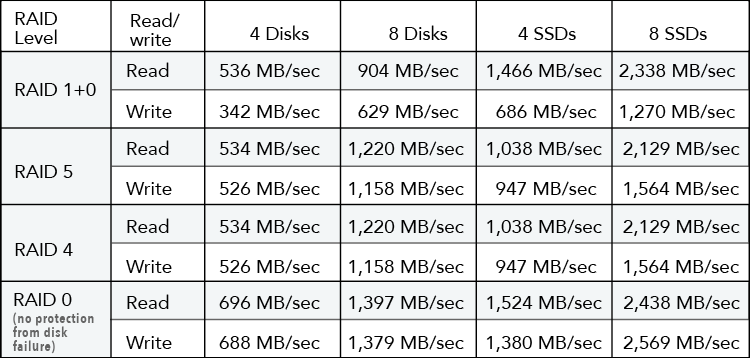 RAID Level Read/write 4 Disks 8 Disks 4 SSDs 8 SSDs
RAID 1+0 Read 536 MB/sec 904 MB/sec 1,466 MB/sec 2,338 MB/sec
Write 342 MB/sec 629 MB/sec 686 MB/sec 1,270 MB/sec
RAID 5 Read 534 MB/sec 1,220 MB/sec 1,038 MB/sec 2,129 MB/sec
Write 526 MB/sec 1,158 MB/sec 947 MB/sec 1,564 MB/sec
RAID 4 Read 534 MB/sec 1,220 MB/sec 1,038 MB/sec 2,129 MB/sec
Write 526 MB/sec 1,158 MB/sec 947 MB/sec 1,564 MB/sec
RAID 0 Read 696 MB/sec 1,397 MB/sec 1,524 MB/sec 2,438 MB/sec
(no protection
from disk
failure) Write 688 MB/sec 1,379 MB/sec 1,380 MB/sec 2,569 MB/sec